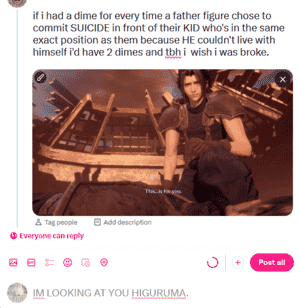 if i had a dime for every time a father figure chose to
commit SUICIDE in front of their KID who's in the same
exact position as them because HE couldn't live with
himself i'd have 2 dimes and tbh i  wish i was broke.
This...is for you.
Tag people
Add description
Everyone can reply
Post all
IM LOOKING AT YOU HIGURUMA.